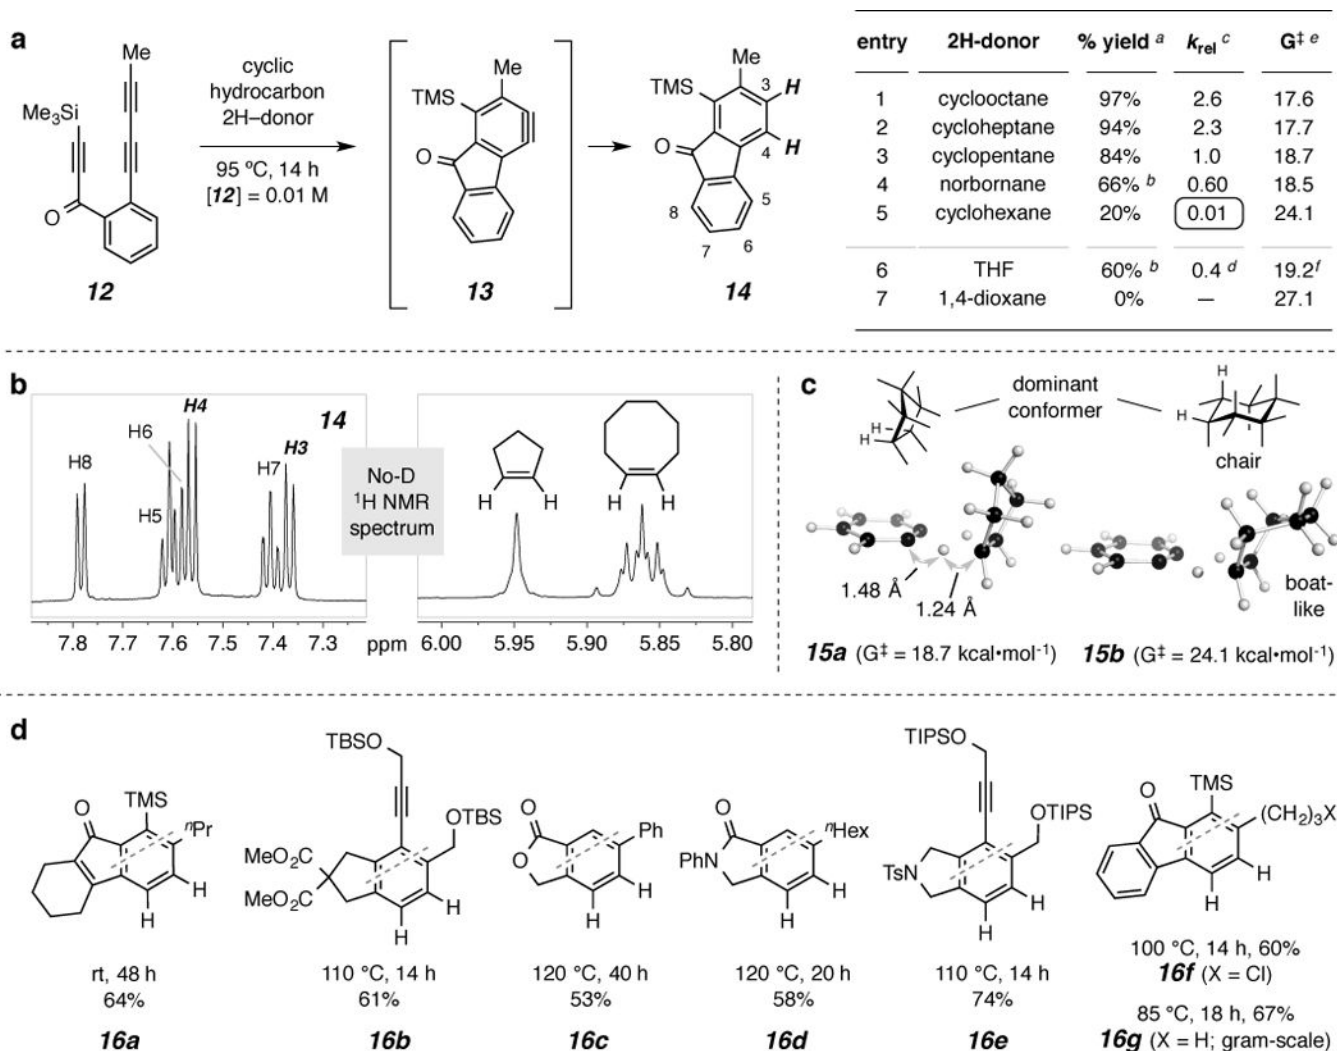 a
Me
Me₃Si
O
12
cyclic
hydrocarbon
2H–donor
95 ºC, 14 h
[12] = 0.01 M
Me
TMS
O
13
Me
TMS
3
H
4
H
O
5
8
7
6
14
entry 2H-donor % yield ᵃ k_rel ᶜ G‡ ᵉ
1 cyclooctane 97% 2.6 17.6
2 cycloheptane 94% 2.3 17.7
3 cyclopentane 84% 1.0 18.7
4 norbornane 66% ᵇ 0.60 18.5
5 cyclohexane 20% 0.01 24.1
6 THF 60% ᵇ 0.4 ᵈ 19.2ᶠ
7 1,4-dioxane 0% — 27.1
b
H8
H5
H6
H4
14
H7
H3
7.8 7.7 7.6 7.5 7.4 7.3 ppm
No-D
¹H NMR
spectrum
H H
H H
6.00 5.95 5.90 5.85 5.80
c
H
H
dominant
conformer
H
H
chair
1.48 Å
1.24 Å
boat-
like
15a (G‡ = 18.7 kcal•mol⁻¹)
15b (G‡ = 24.1 kcal•mol⁻¹)
d
O
TMS
ⁿPr
H
H
rt, 48 h
64%
16a
TBSO
OTBS
MeO₂C
MeO₂C
H
H
110 °C, 14 h
61%
16b
O
Ph
O
H
H
120 °C, 40 h
53%
16c
O
ⁿHex
PhN
H
H
120 °C, 20 h
58%
16d
TIPSO
OTIPS
TsN
H
H
110 °C, 14 h
74%
16e
TMS
O
(CH₂)₃X
H
H
100 °C, 14 h, 60%
16f (X = Cl)
85 °C, 18 h, 67%
16g (X = H; gram-scale)